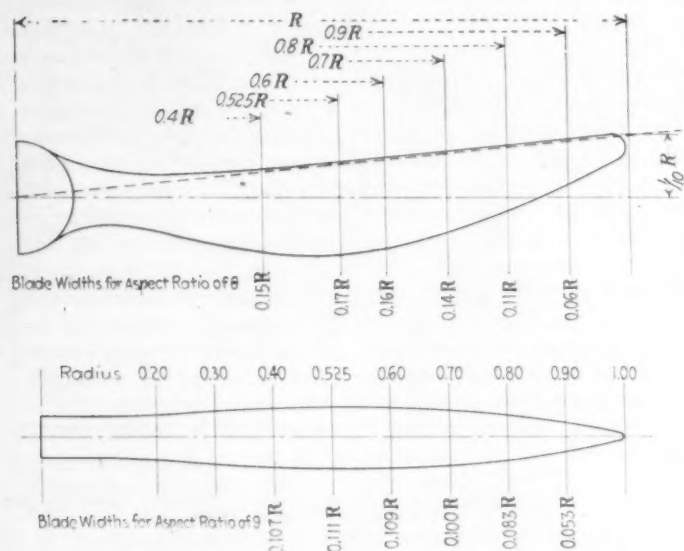 R
0.9R
0.8R
0.7R
0.6R
0.525R
0.4R
1/10 R
Blade Widths for Aspect Ratio of 6
0.15R 0.17R 0.16R 0.14R 0.11R 0.06R
Radius 0.20 0.30 0.40 0.525 0.60 0.70 0.80 0.90 1.00
Blade Widths for Aspect Ratio of 9
0.107R 0.111R 0.109R 0.100R 0.083R 0.053R